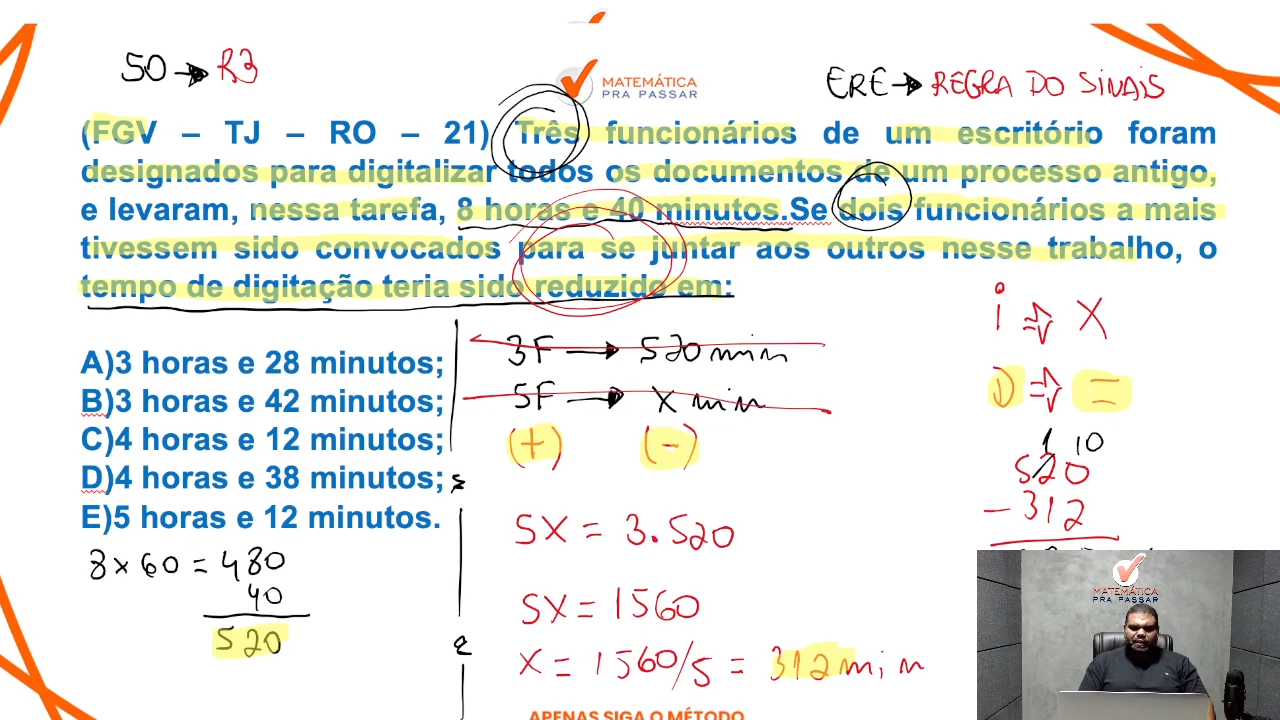 SO → R3
MATEMÁTICA
PRA PASSAR
ERE → REGRA DO SINAIS
(FGV – TJ – RO – 21) Três funcionários de um escritório foram
designados para digitalizar todos os documentos de um processo antigo,
e levaram, nessa tarefa, 8 horas e 40 minutos.Se dois funcionários a mais
tivessem sido convocados para se juntar aos outros nesse trabalho, o
tempo de digitação teria sido reduzido em:
A)3 horas e 28 minutos;
B)3 horas e 42 minutos;
C)4 horas e 12 minutos;
D)4 horas e 38 minutos;
E)5 horas e 12 minutos.
8 x 60 = 480
40
520
3F → 520 min
5F → X min
(+) (-)
5X = 3.520
5X = 1560
X = 1560/5 = 312 min
i ⇒ X
D ⇒ =
1 10
520
- 312
MATEMÁTICA
PRA PASSAR
APENAS SIGA O MÉTODO